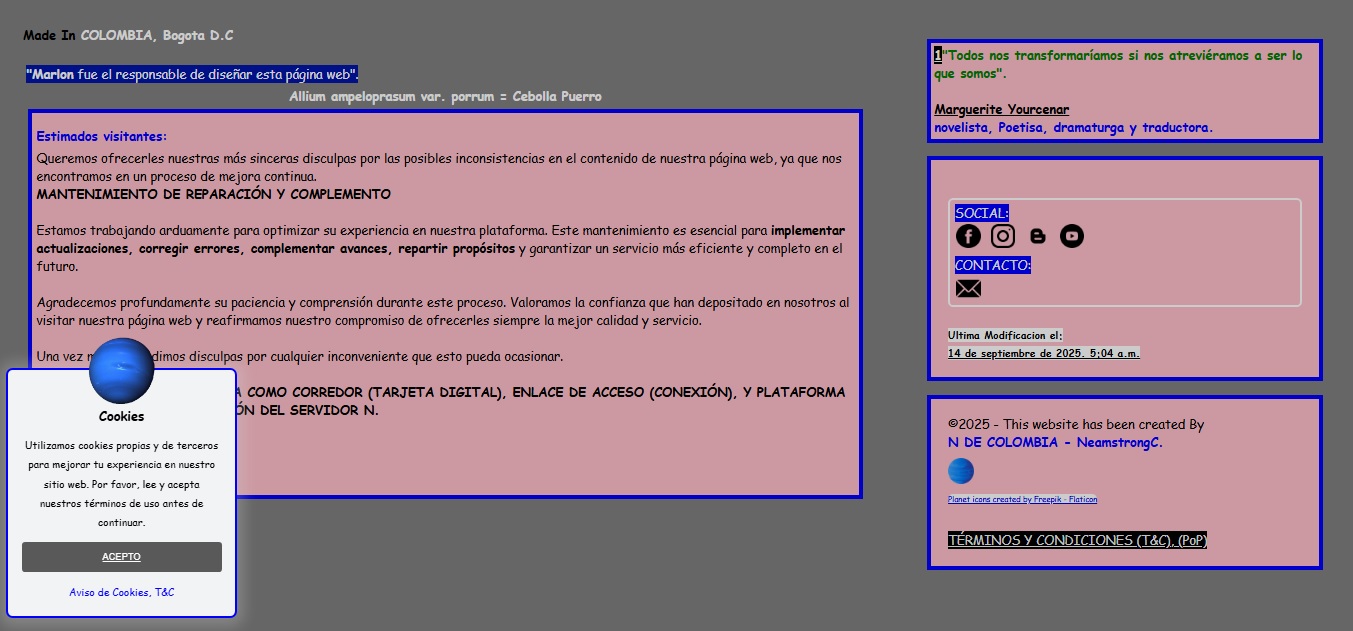 Made In COLOMBIA, Bogota D.C
"Marlon fue el responsable de diseñar esta página web".
Allium ampeloprasum var. porrum = Cebolla Puerro
Estimados visitantes:
Queremos ofrecerles nuestras más sinceras disculpas por las posibles inconsistencias en el contenido de nuestra página web, ya que nos
encontramos en un proceso de mejora continua.
MANTENIMIENTO DE REPARACIÓN Y COMPLEMENTO
Estamos trabajando arduamente para optimizar su experiencia en nuestra plataforma. Este mantenimiento es esencial para implementar
actualizaciones, corregir errores, complementar avances, repartir propósitos y garantizar un servicio más eficiente y completo en el
futuro.
Agradecemos profundamente su paciencia y comprensión durante este proceso. Valoramos la confianza que han depositado en nosotros al
visitar nuestra página web y reafirmamos nuestro compromiso de ofrecerles siempre la mejor calidad y servicio.
Una vez disculpas por cualquier inconveniente que esto pueda ocasionar.
COMO CORREDOR (TARJETA DIGITAL), ENLACE DE ACCESO (CONEXIÓN), Y PLATAFORMA
DEL SERVIDOR N.
Cookies
Utilizamos cookies propias y de terceros
para mejorar tu experiencia en nuestro
sitio web. Por favor, lee y acepta
nuestros términos de uso antes de
continuar.
ACEPTO
Aviso de Cookies, T&C
1"Todos nos transformaríamos si nos atreviéramos a ser lo
que somos".
Marguerite Yourcenar
novelista, Poetisa, dramaturga y traductora.
SOCIAL:
CONTACTO:
Ultima Modificacion el:
14 de septiembre de 2025, 5:04 a.m.
©2025 - This website has been created By
N DE COLOMBIA - NeamstrongC.
Planet icons created by Freepik - Flaticon
TÉRMINOS Y CONDICIONES (T&C), (PoP)